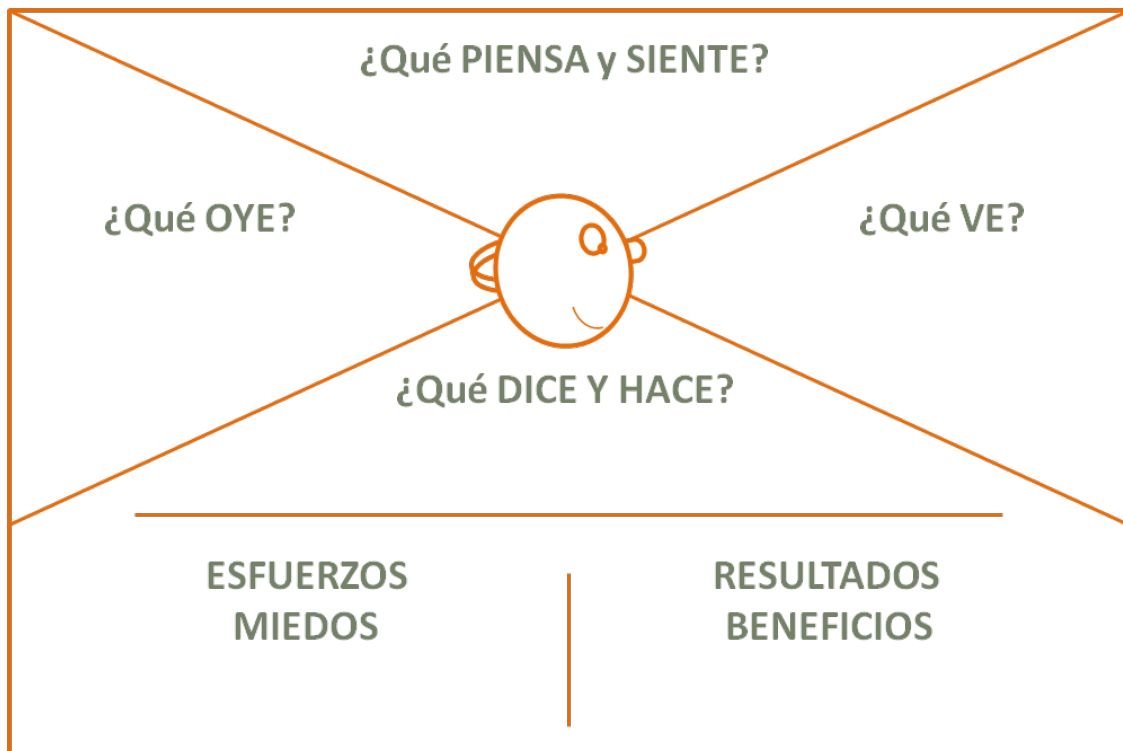 ¿Qué PIENSA y SIENTE?
¿Qué OYE?
¿Qué VE?
¿Qué DICE Y HACE?
ESFUERZOS
MIEDOS
RESULTADOS
BENEFICIOS